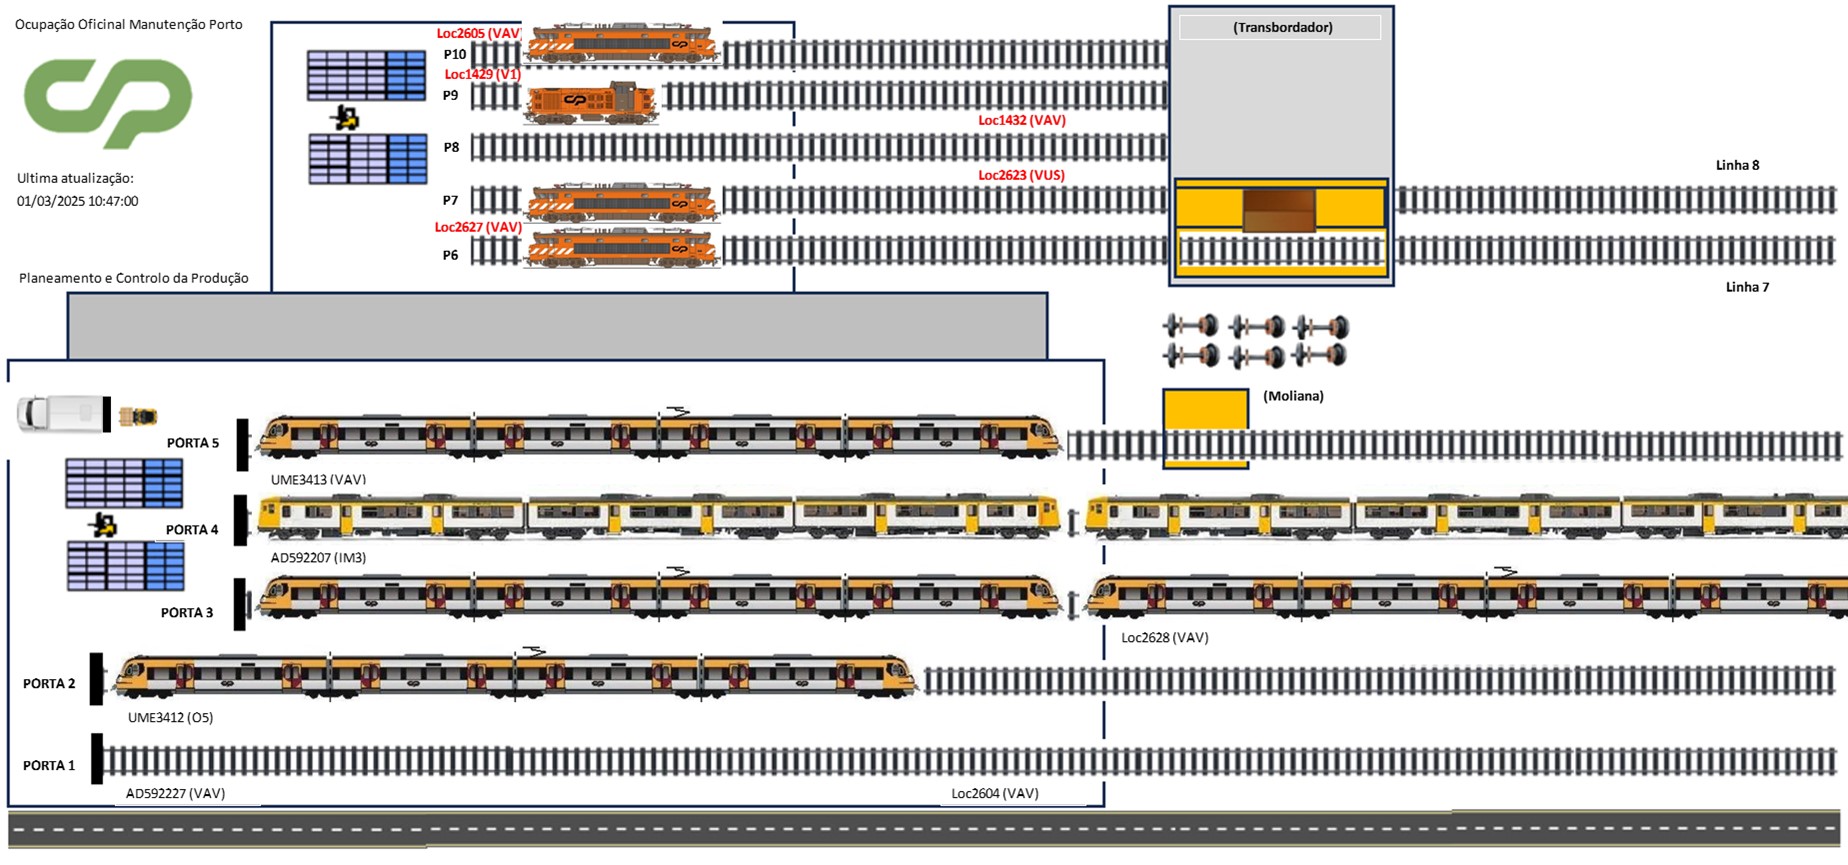 Ocupação Oficinal Manutenção Porto
Ultima atualização:
01/03/2025 10:47:00
Planeamento e Controlo da Produção
Loc2605 (VAV)
P10
Loc1429 (V1)
P9
Loc1432 (VAV)
P8
Loc2623 (VUS)
P7
Loc2627 (VAV)
P6
(Transbordador)
Linha 8
Linha 7
(Moliana)
PORTA 5
UME3413 (VAV)
PORTA 4
AD592207 (IM3)
PORTA 3
Loc2628 (VAV)
PORTA 2
UME3412 (O5)
PORTA 1
AD592227 (VAV)
Loc2604 (VAV)